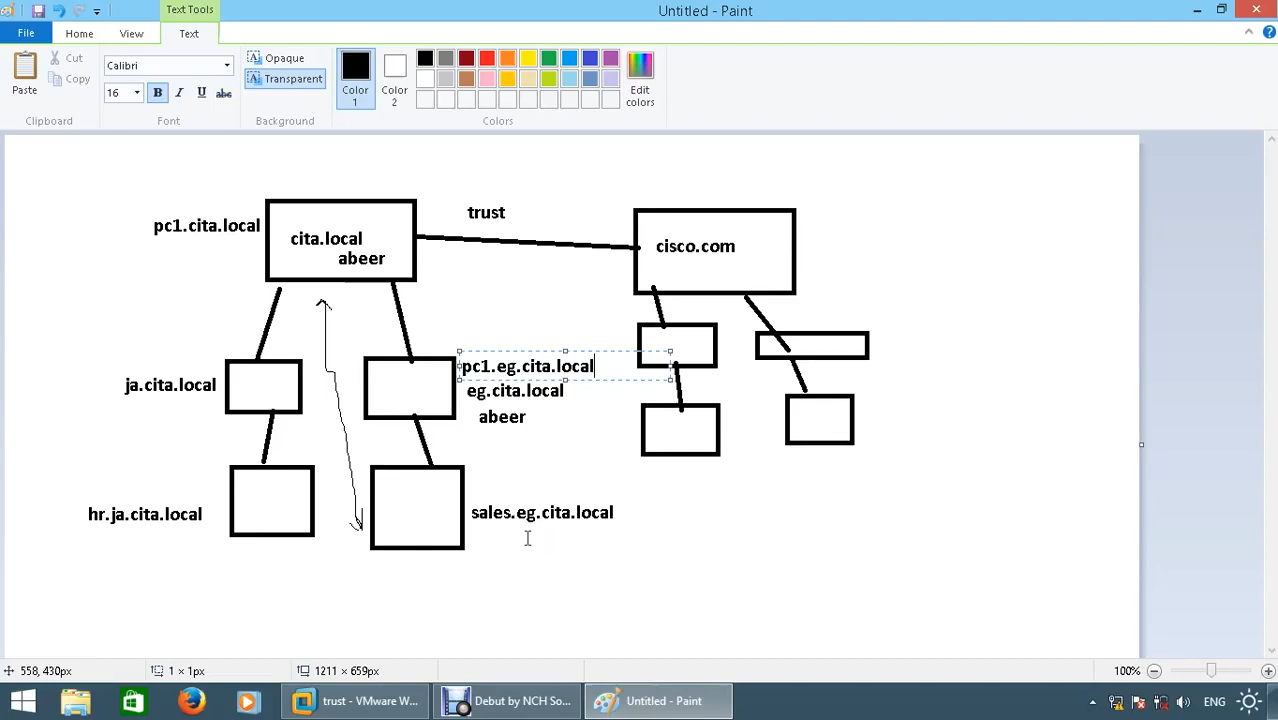 Text Tools
Untitled - Paint
File
Home
View
Text
Paste
Cut
Copy
Clipboard
Calibri
16
B
I
U
abc
Font
Opaque
Transparent
Background
Color
1
Color
2
Edit
colors
Colors
pc1.cita.local
cita.local
abeer
trust
cisco.com
pc1.eg.cita.local
ja.cita.local
eg.cita.local
abeer
hr.ja.cita.local
sales.eg.cita.local
558, 430px
1 × 1px
1211 × 659px
100%
trust - VMware W...
Debut by NCH So...
Untitled - Paint
ENG